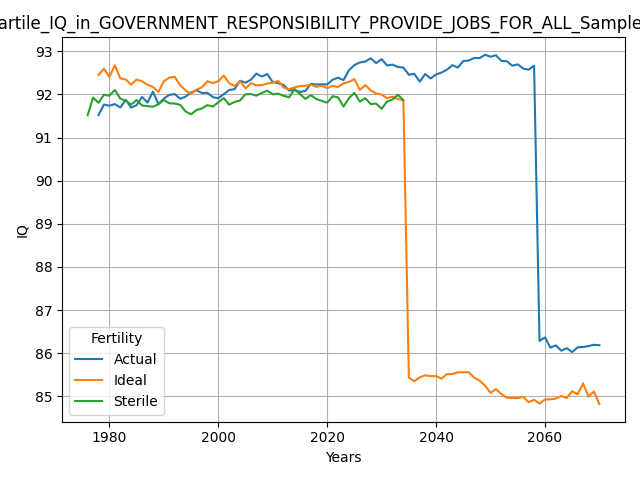 artile_IQ_in_GOVERNMENT_RESPONSIBILITY_PROVIDE_JOBS_FOR_ALL_Sample
93
92
91
90
89
88
87
86
85
IQ
Fertility
Actual
Ideal
Sterile
1980 2000 2020 2040 2060
Years